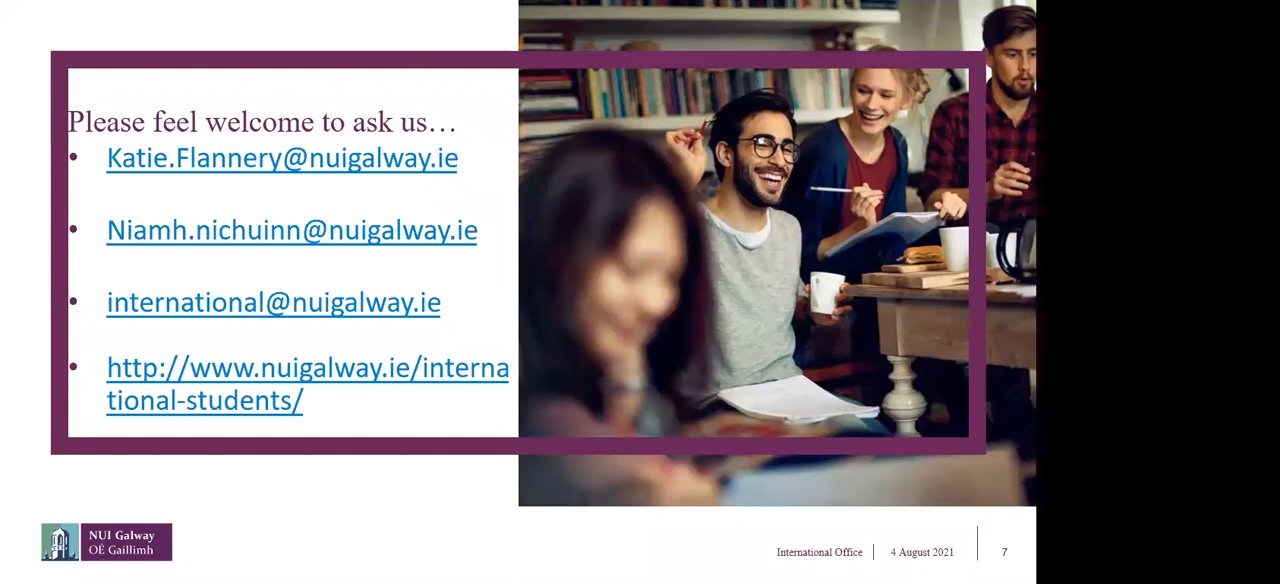 Please feel welcome to ask us…
• Katie.Flannery@nuigalway.ie
• Niamh.nichuinn@nuigalway.ie
• international@nuigalway.ie
• http://www.nuigalway.ie/interna
tional-students/
NUI Galway
OÉ Gaillimh
International Office
4 August 2021
7